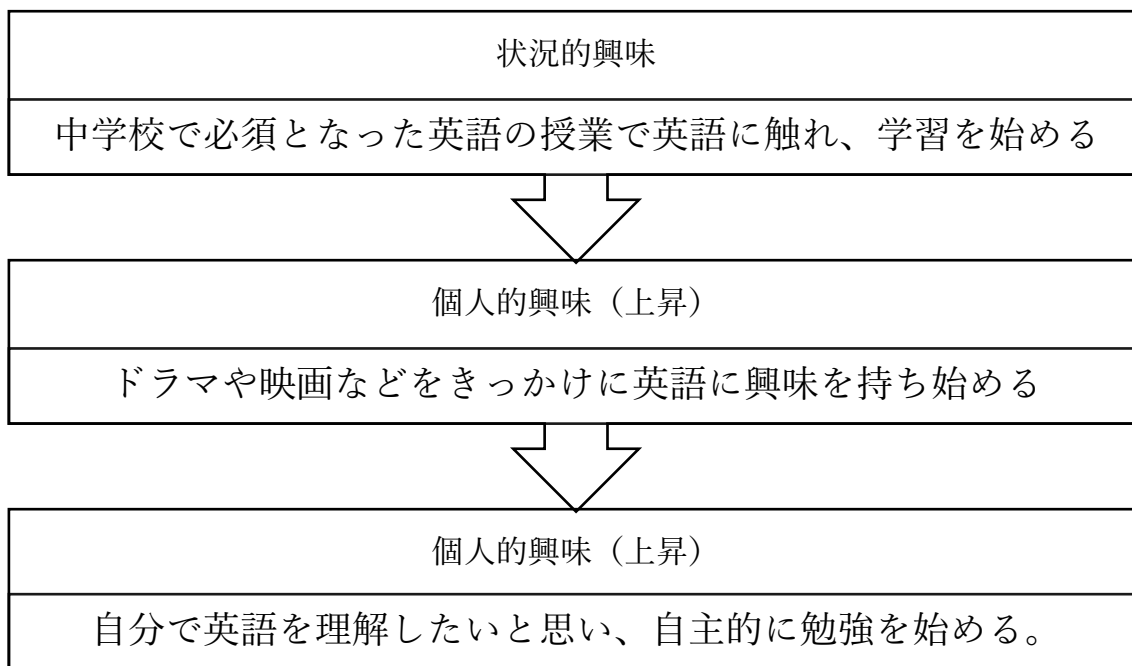 状況的興味
中学校で必須となった英語の授業で英語に触れ、学習を始める
個人的興味（上昇）
ドラマや映画などをきっかけに英語に興味を持ち始める
個人的興味（上昇）
自分で英語を理解したいと思い、自主的に勉強を始める。